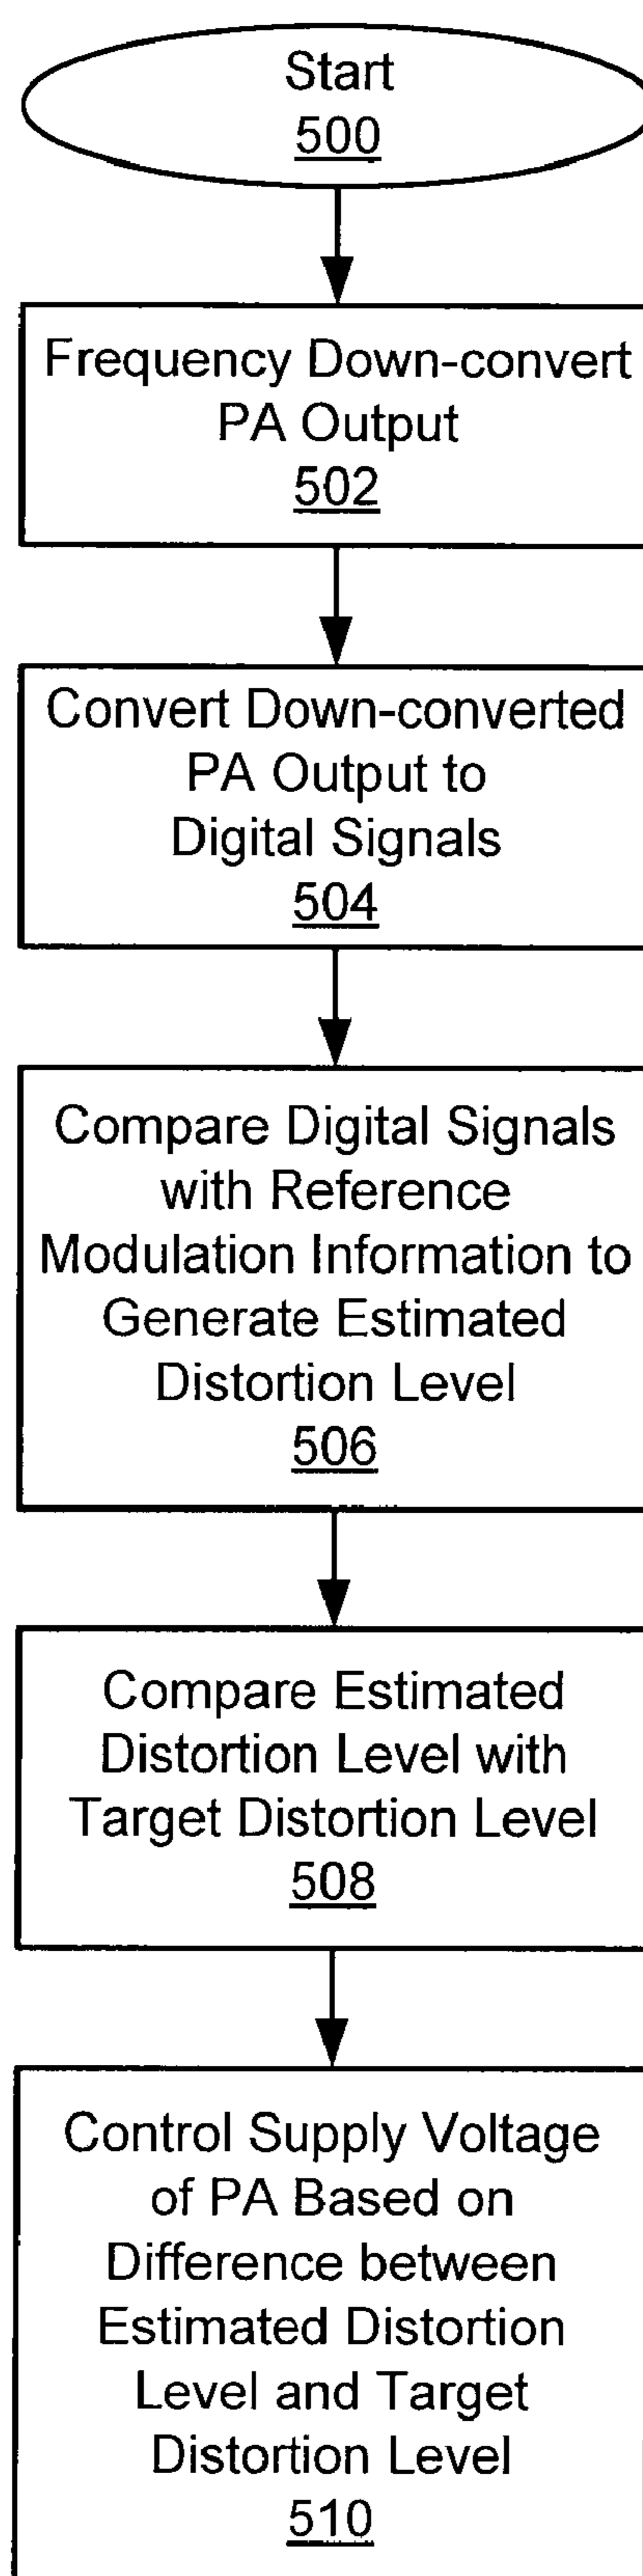 Start
500
Frequency Down-convert
PA Output
502
Convert Down-converted
PA Output to
Digital Signals
504
Compare Digital Signals
with Reference
Modulation Information to
Generate Estimated
Distortion Level
506
Compare Estimated
Distortion Level with
Target Distortion Level
508
Control Supply Voltage
of PA Based on
Difference between
Estimated Distortion
Level and Target
Distortion Level
510